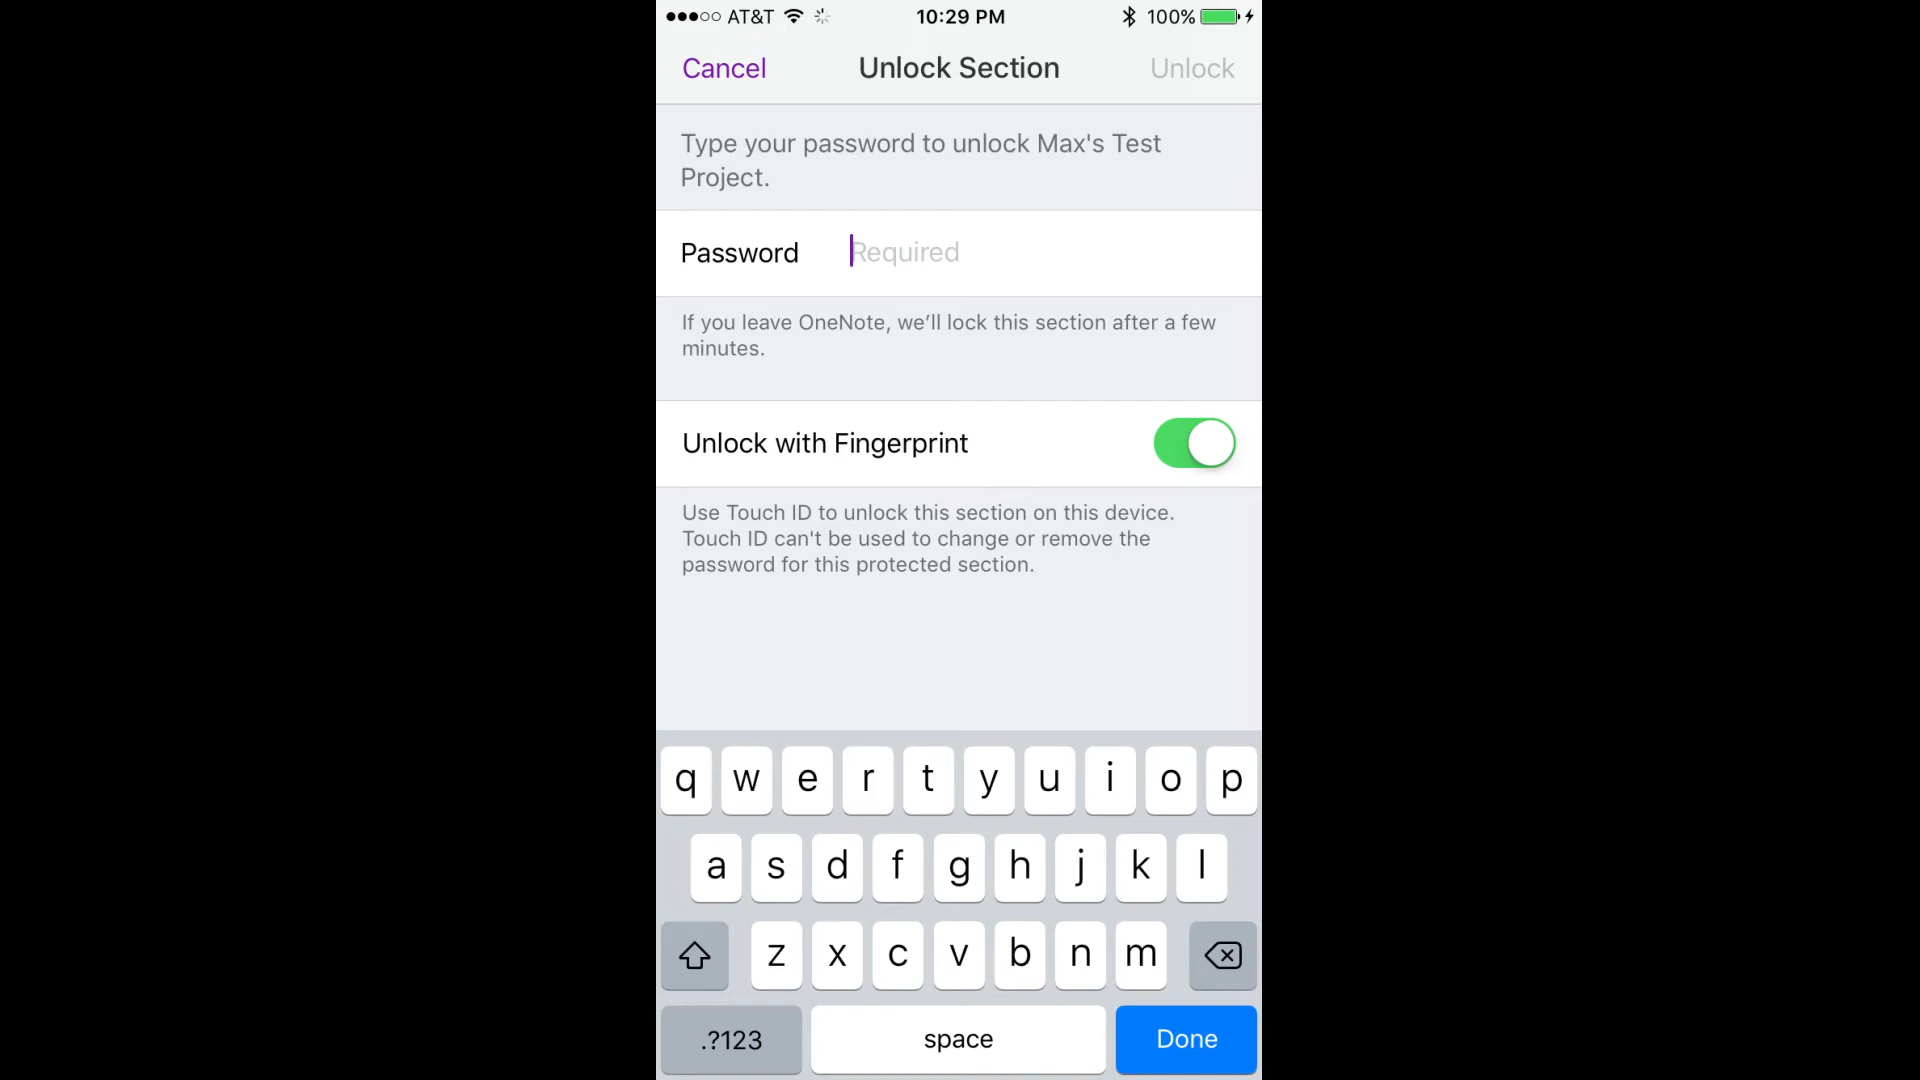 AT&T 10:29 PM 100%
Cancel Unlock Section Unlock
Type your password to unlock Max's Test
Project.
Password Required
If you leave OneNote, we’ll lock this section after a few
minutes.
Unlock with Fingerprint
Use Touch ID to unlock this section on this device.
Touch ID can't be used to change or remove the
password for this protected section.
q w e r t y u i o p
a s d f g h j k l
z x c v b n m
.?123 space Done